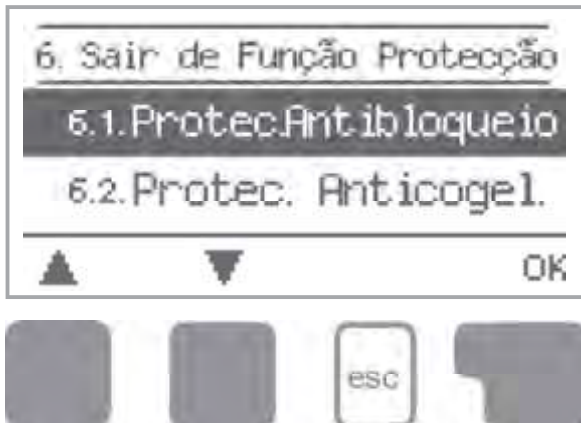 6. Sair de Função Protecção
6.1. Protec.Antibloqueio
6.2. Protec. Anticogel.
OK
esc